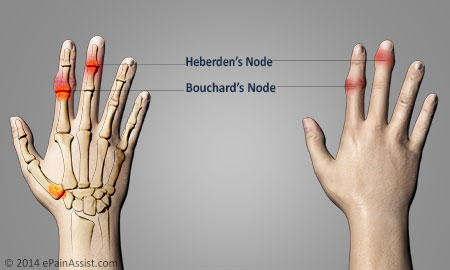 Heberden's Node
Bouchard's Node
© 2014 ePainAssist.com